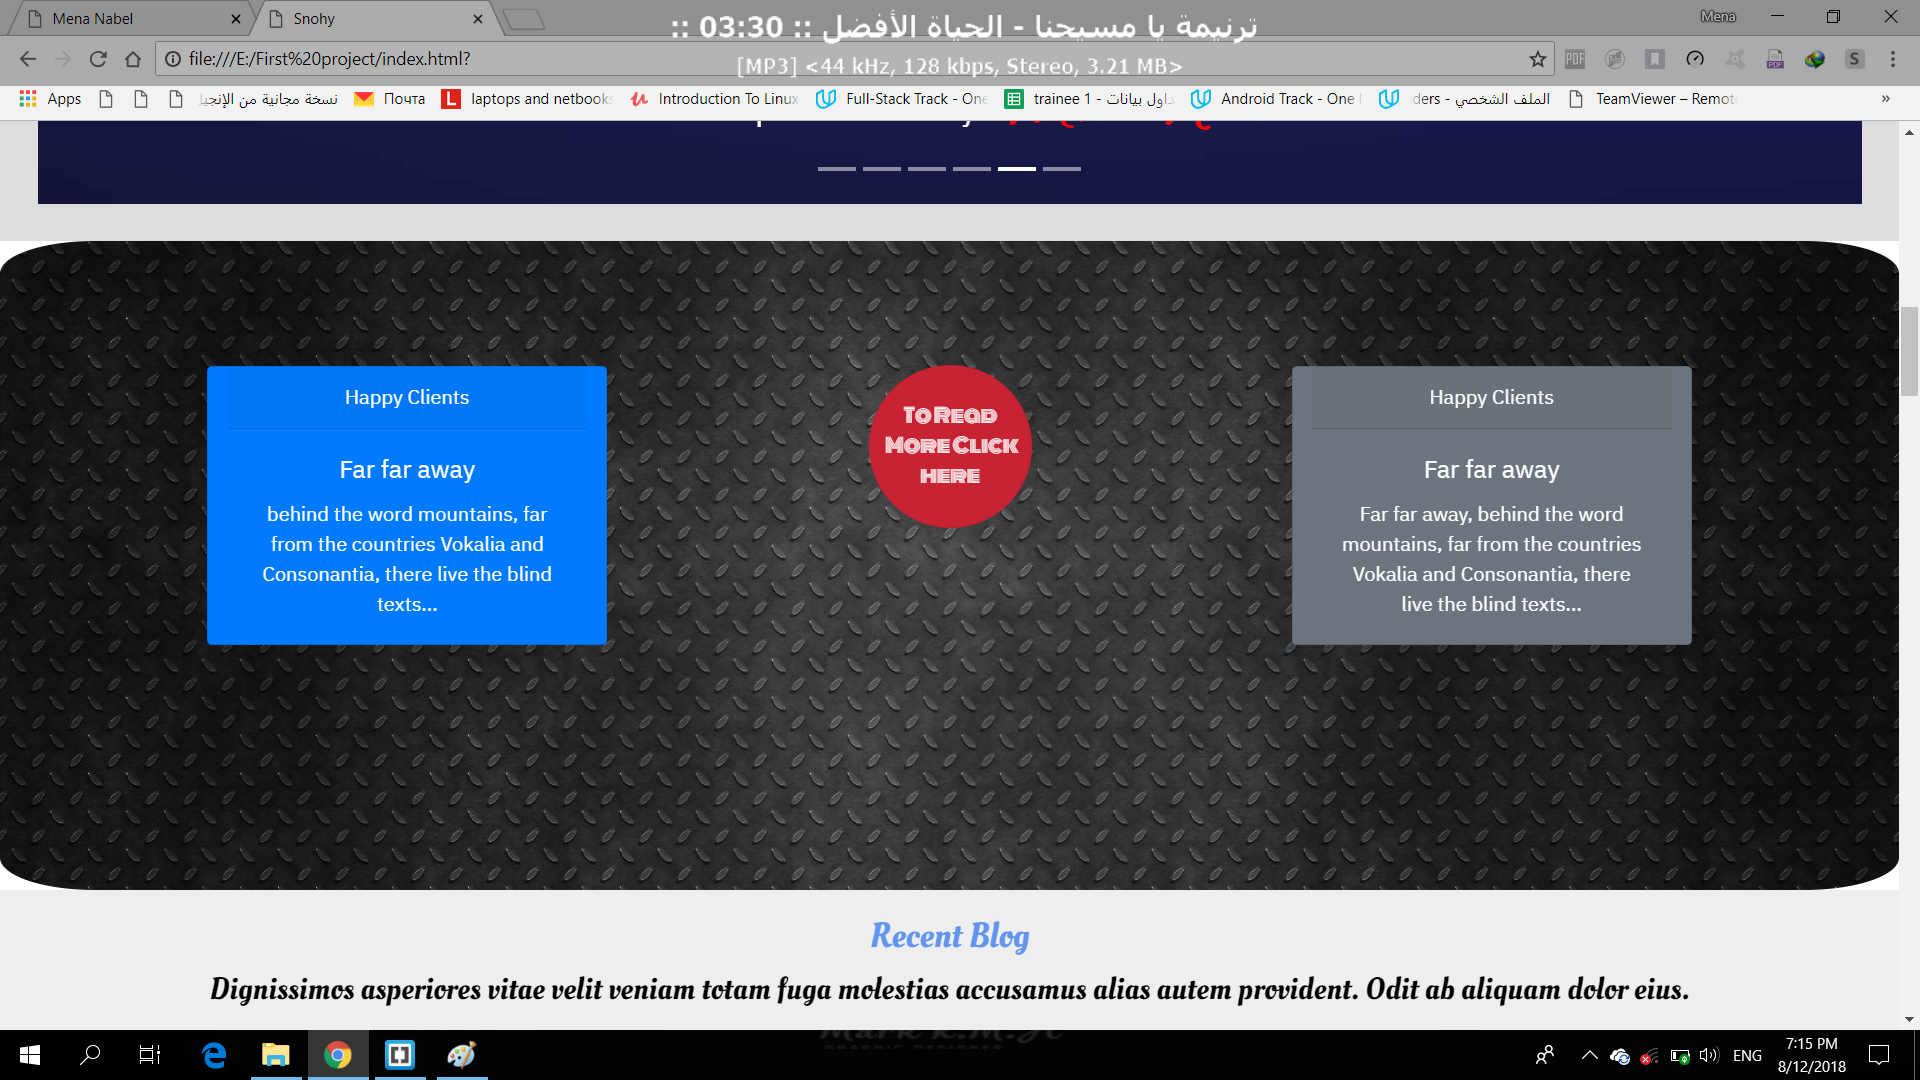 Mena Nabel
Snohy
Mena
ترنيمة يا مسيحنا - الحياة الأفضل :: 03:30 ::
[MP3] <44 kHz, 128 kbps, Stereo, 3.21 MB>
file:///E:/First%20project/index.html?
PDF
PDF
S
Apps
نسخة مجانية من الإنجيل
Почта
L
laptops and netbooks
Introduction To Linux
Full-Stack Track - One
trainee 1 - جداول بيانات
Android Track - One
الملف الشخصي - ders
TeamViewer – Remot
»
Happy Clients
Far far away
behind the word mountains, far
from the countries Vokalia and
Consonantia, there live the blind
texts...
To Read
More Click
here
Happy Clients
Far far away
Far far away, behind the word
mountains, far from the countries
Vokalia and Consonantia, there
live the blind texts...
Recent Blog
Dignissimos asperiores vitae velit veniam totam fuga molestias accusamus alias autem provident. Odit ab aliquam dolor eius.
GRAPHIC DESIGNER
ENG
7:15 PM
8/12/2018